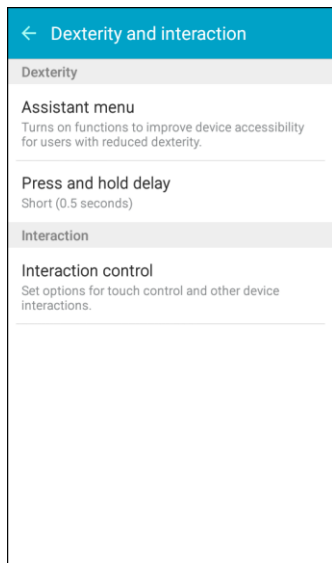 Dexterity and interaction
Dexterity
Assistant menu
Turns on functions to improve device accessibility
for users with reduced dexterity.
Press and hold delay
Short (0.5 seconds)
Interaction
Interaction control
Set options for touch control and other device
interactions.